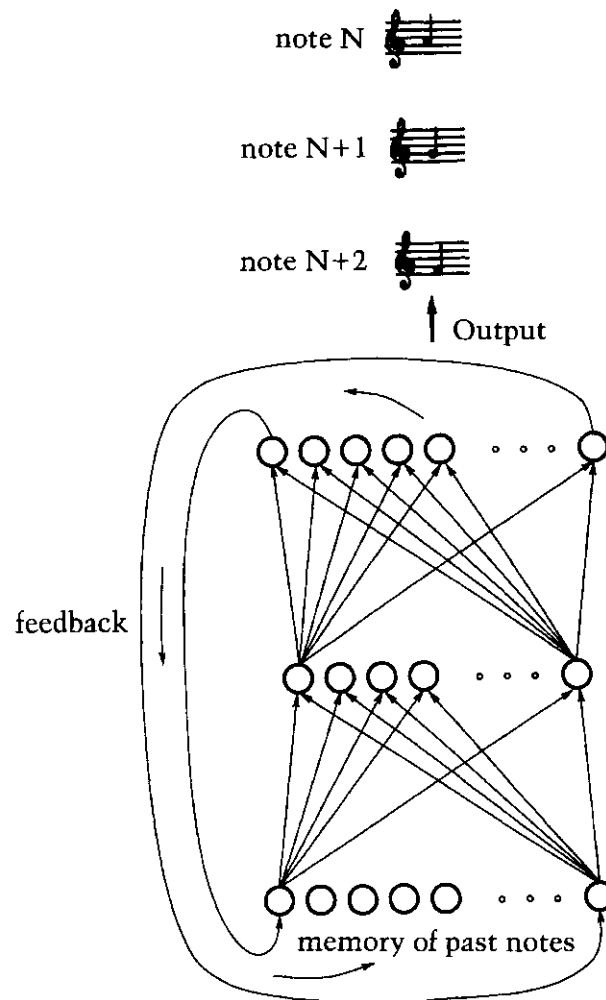 note N
note N+1
note N+2
Output
feedback
memory of past notes